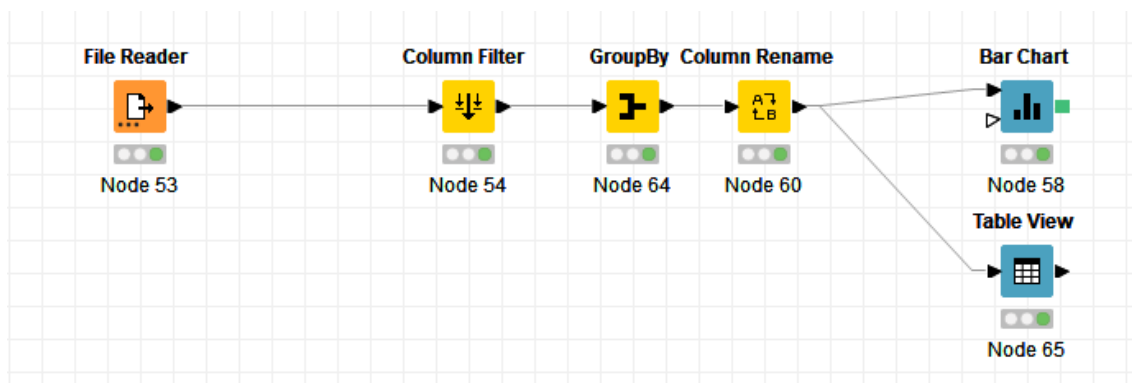 File Reader
Column Filter
GroupBy
Column Rename
Bar Chart
A
B
Node 53
Node 54
Node 64
Node 60
Node 58
Table View
Node 65